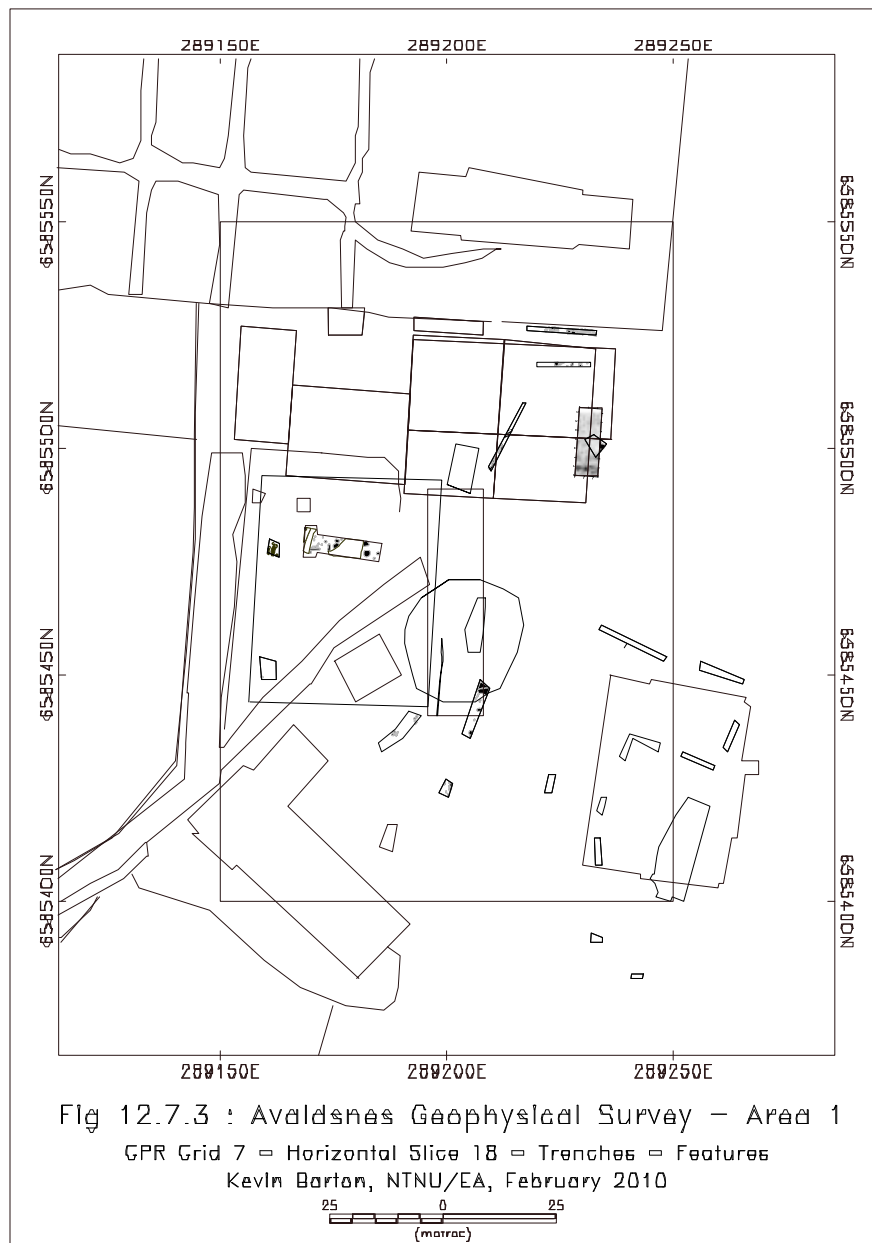 289150E 289200E 289250E
6585550N 6585550N
6585500N 6585500N
6585450N 6585450N
6585400N 6585400N
289150E 289200E 289250E
Fig 12.7.3 : Avaldsnes Geophysical Survey – Area 1
GPR Grid 7 – Horizontal Slice 18 – Trenches – Features
Kevin Barton, NTNU/EA, February 2010
25 0 25
(metres)